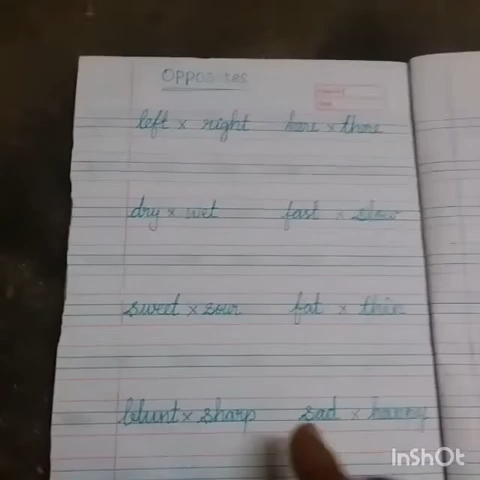 Opposites
left × right here × there
dry × wet fast × slow
sweet × sour fat × thin
blunt × sharp sad × happy
InShOt